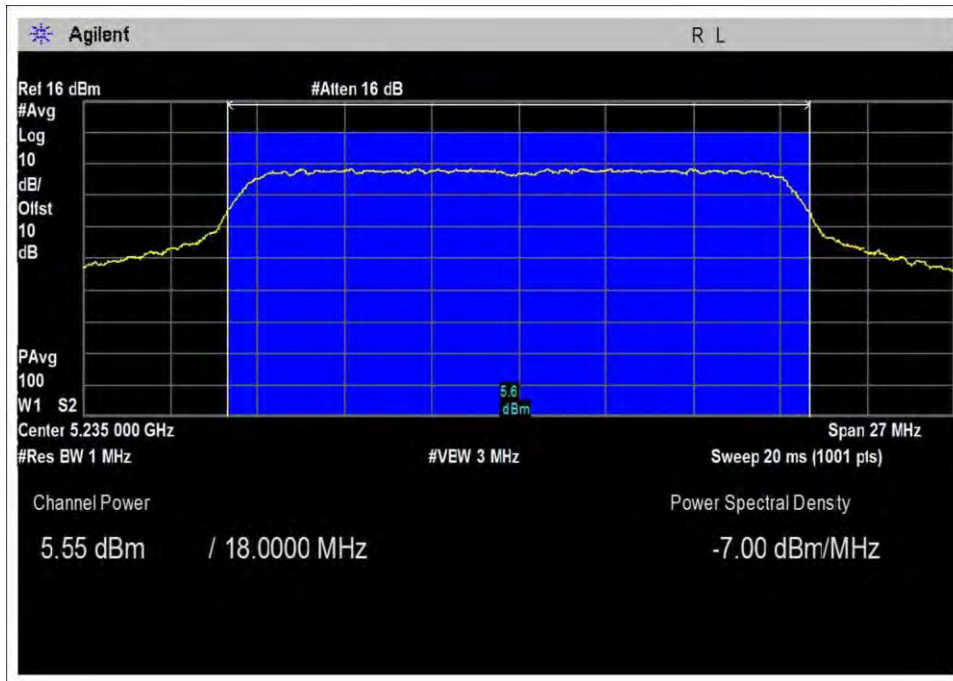 Agilent R L
Ref 16 dBm #Atten 16 dB
#Avg
Log
10
dB/
Offst
10
dB
PAvg
100
W1 S2
5.6
dBm
Center 5.235 000 GHz Span 27 MHz
#Res BW 1 MHz #VBW 3 MHz Sweep 20 ms (1001 pts)
Channel Power Power Spectral Density
5.55 dBm / 18.0000 MHz -7.00 dBm/MHz